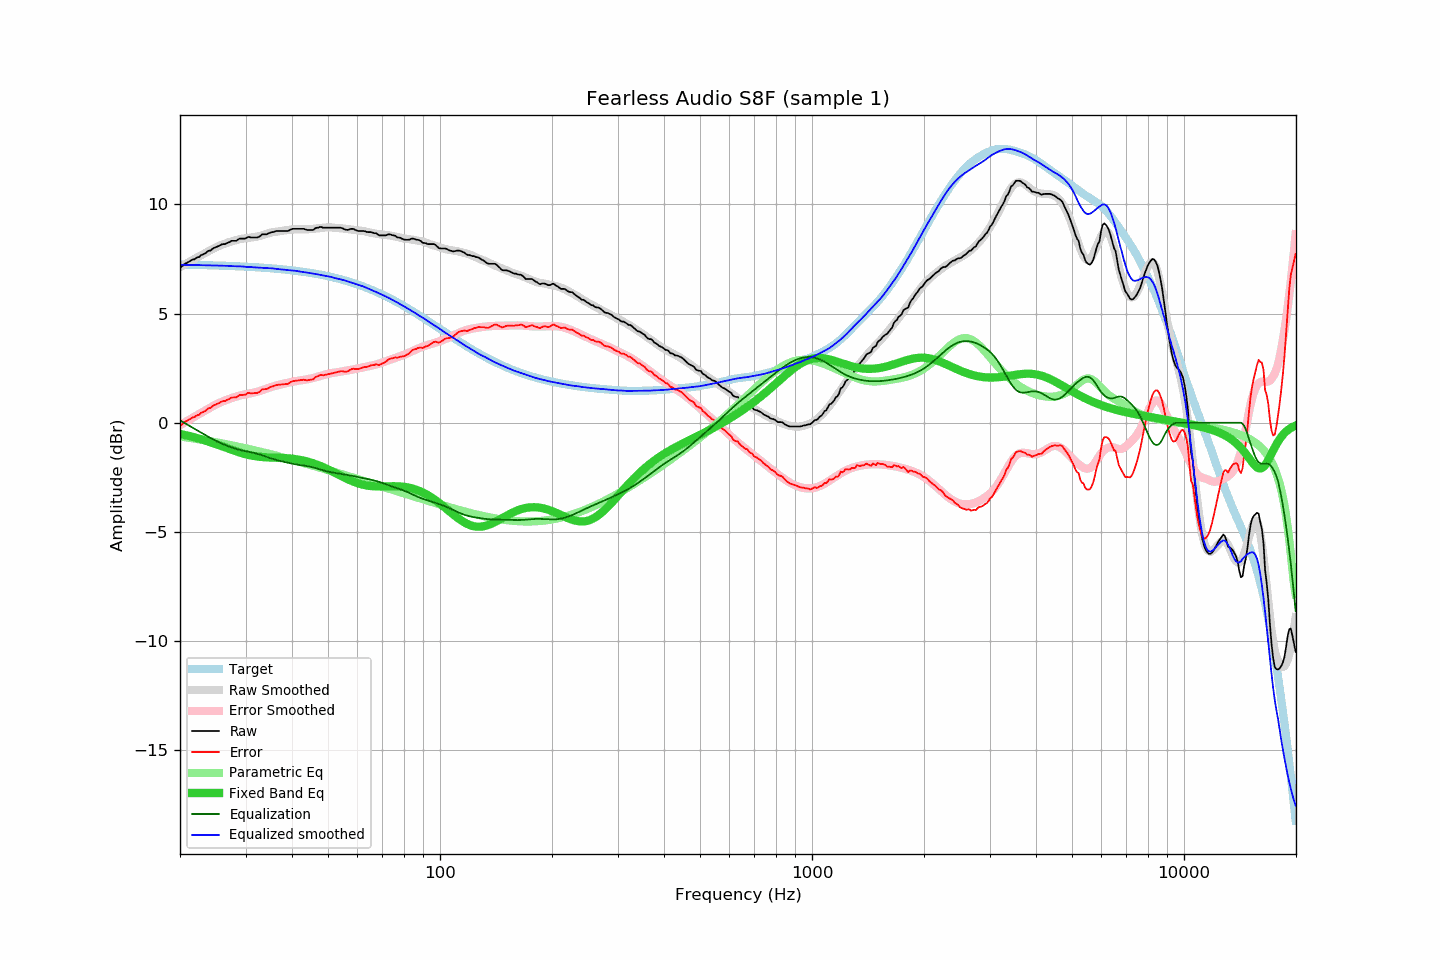 Fearless Audio S8F (sample 1)
Amplitude (dBr)
10
5
0
−5
−10
−15
Target
Raw Smoothed
Error Smoothed
Raw
Error
Parametric Eq
Fixed Band Eq
Equalization
Equalized smoothed
100
1000
10000
Frequency (Hz)